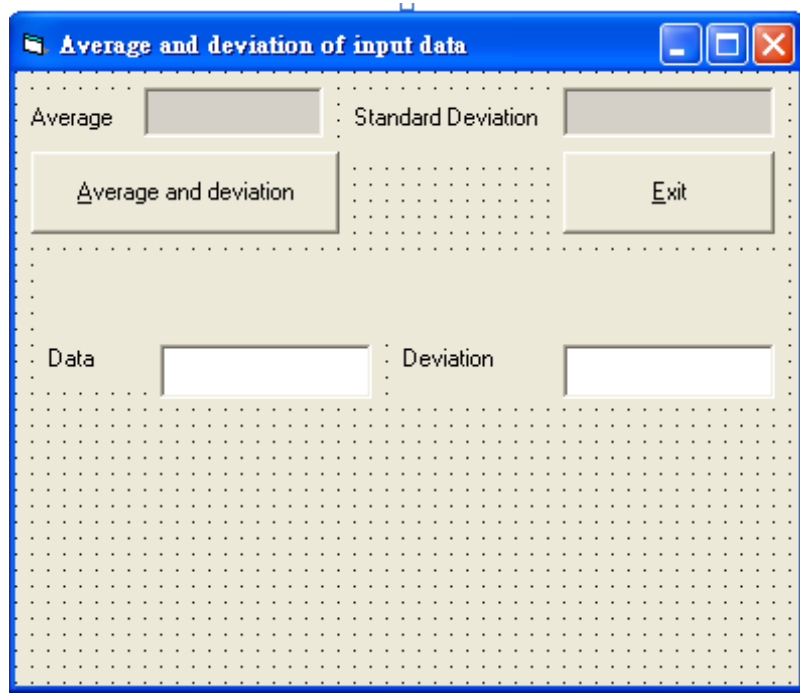 Average and deviation of input data
Average Standard Deviation
Average and deviation Exit
Data Deviation